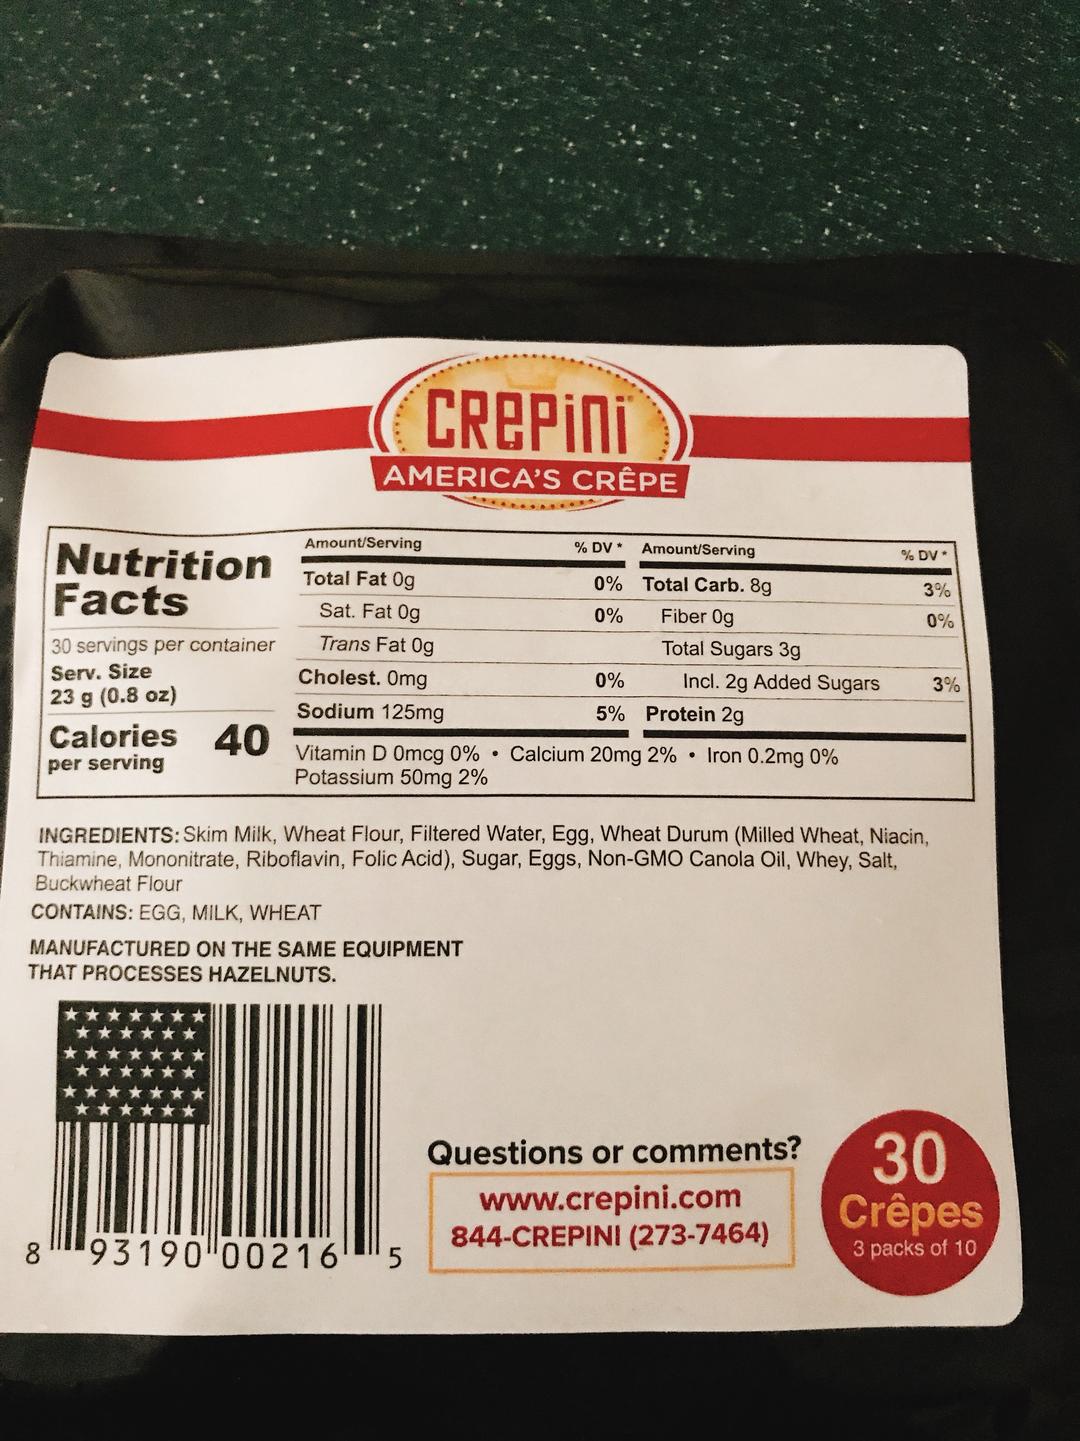 CREPiNi
AMERICA'S CRÊPE
Nutrition
Facts
30 servings per container
Serv. Size
23 g (0.8 oz)
Calories 40
per serving
Amount/Serving % DV *
Total Fat 0g 0%
Sat. Fat 0g 0%
Trans Fat 0g
Cholest. 0mg 0%
Sodium 125mg 5%
Amount/Serving % DV *
Total Carb. 8g 3%
Fiber 0g 0%
Total Sugars 3g
Incl. 2g Added Sugars 3%
Protein 2g
Vitamin D 0mcg 0% • Calcium 20mg 2% • Iron 0.2mg 0%
Potassium 50mg 2%
INGREDIENTS: Skim Milk, Wheat Flour, Filtered Water, Egg, Wheat Durum (Milled Wheat, Niacin,
Thiamine, Mononitrate, Riboflavin, Folic Acid), Sugar, Eggs, Non-GMO Canola Oil, Whey, Salt,
Buckwheat Flour
CONTAINS: EGG, MILK, WHEAT
MANUFACTURED ON THE SAME EQUIPMENT
THAT PROCESSES HAZELNUTS.
8 93190 00216 5
Questions or comments?
www.crepini.com
844-CREPINI (273-7464)
30
Crêpes
3 packs of 10